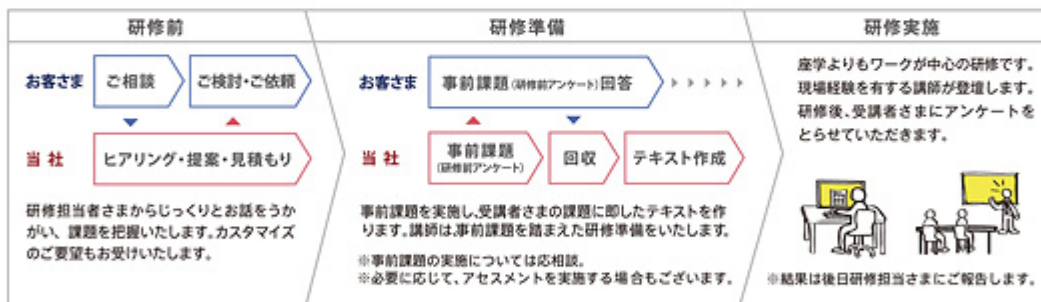 研修前
お客さま
ご相談
ご検討・ご依頼
当社
ヒアリング・提案・見積もり
研修担当者さまからじっくりとお話をうか
がい、課題を把握いたします。カスタマイズ
のご要望もお受けいたします。
研修準備
お客さま
事前課題(研修前アンケート)回答
当社
事前課題
(研修前アンケート)
回収
テキスト作成
事前課題を実施し、受講者さまの課題に即したテキストを作
ります。講師は、事前課題を踏まえた研修準備をいたします。
※事前課題の実施については応相談。
※必要に応じて、アセスメントを実施する場合もございます。
研修実施
座学よりもワークが中心の研修です。
現場経験を有する講師が登壇します。
研修後、受講者さまにアンケートを
とらせていただきます。
※結果は後日研修担当さまにご報告します。